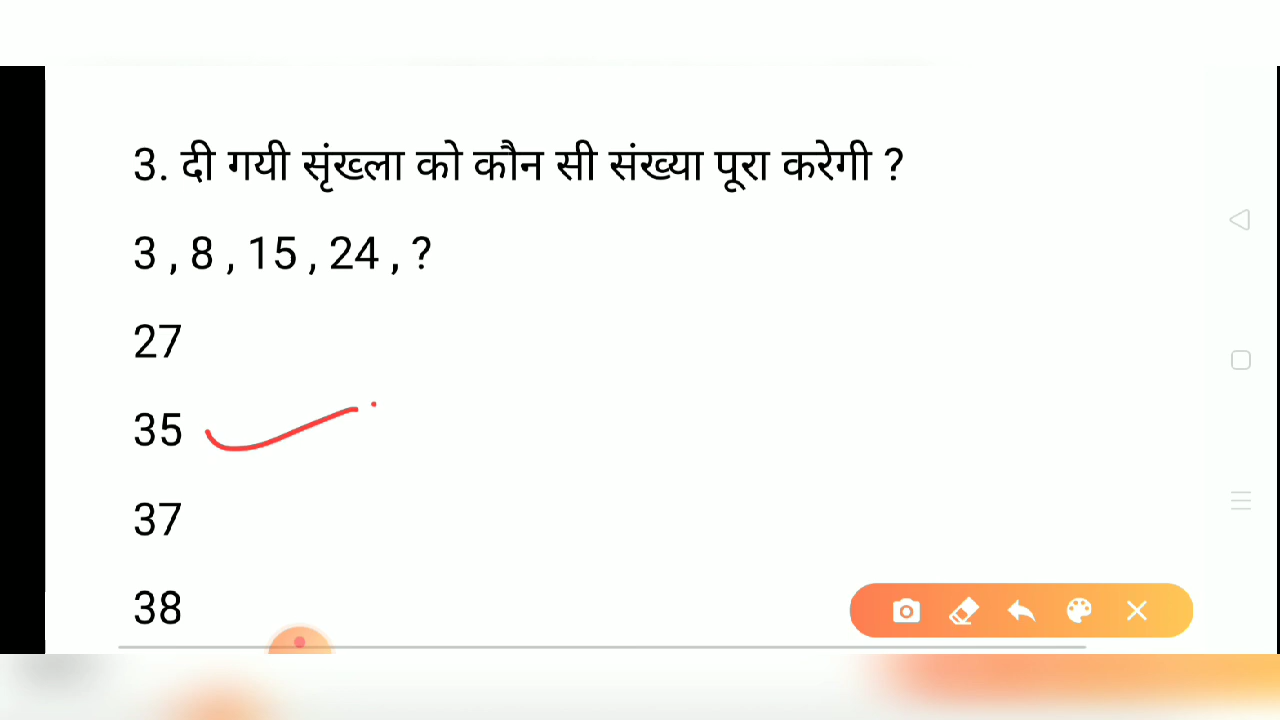 3. दी गयी सृंख्ला को कौन सी संख्या पूरा करेगी ?
3 , 8 , 15 , 24 , ?
27
35
37
38